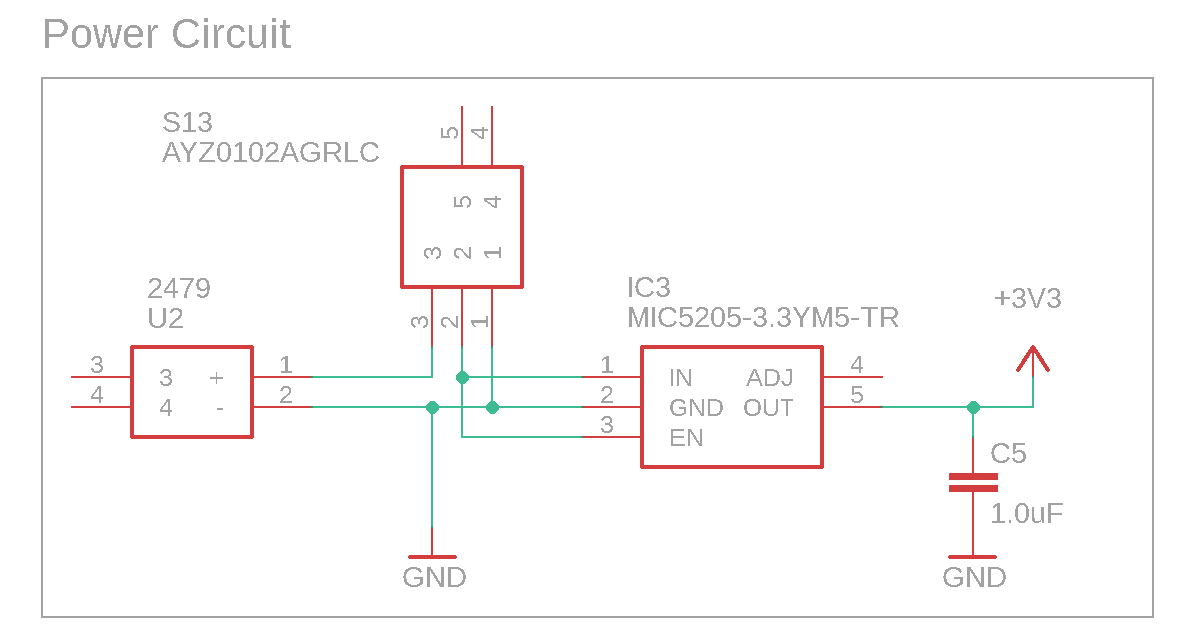 Power Circuit
S13
AYZ0102AGRLC
5 4
5 4
3 2 1
3 2 1
2479
U2
3 3 + 1
4 4 - 2
IC3
MIC5205-3.3YM5-TR
1 IN ADJ 4
2 GND OUT 5
3 EN
+3V3
C5
1.0uF
GND
GND